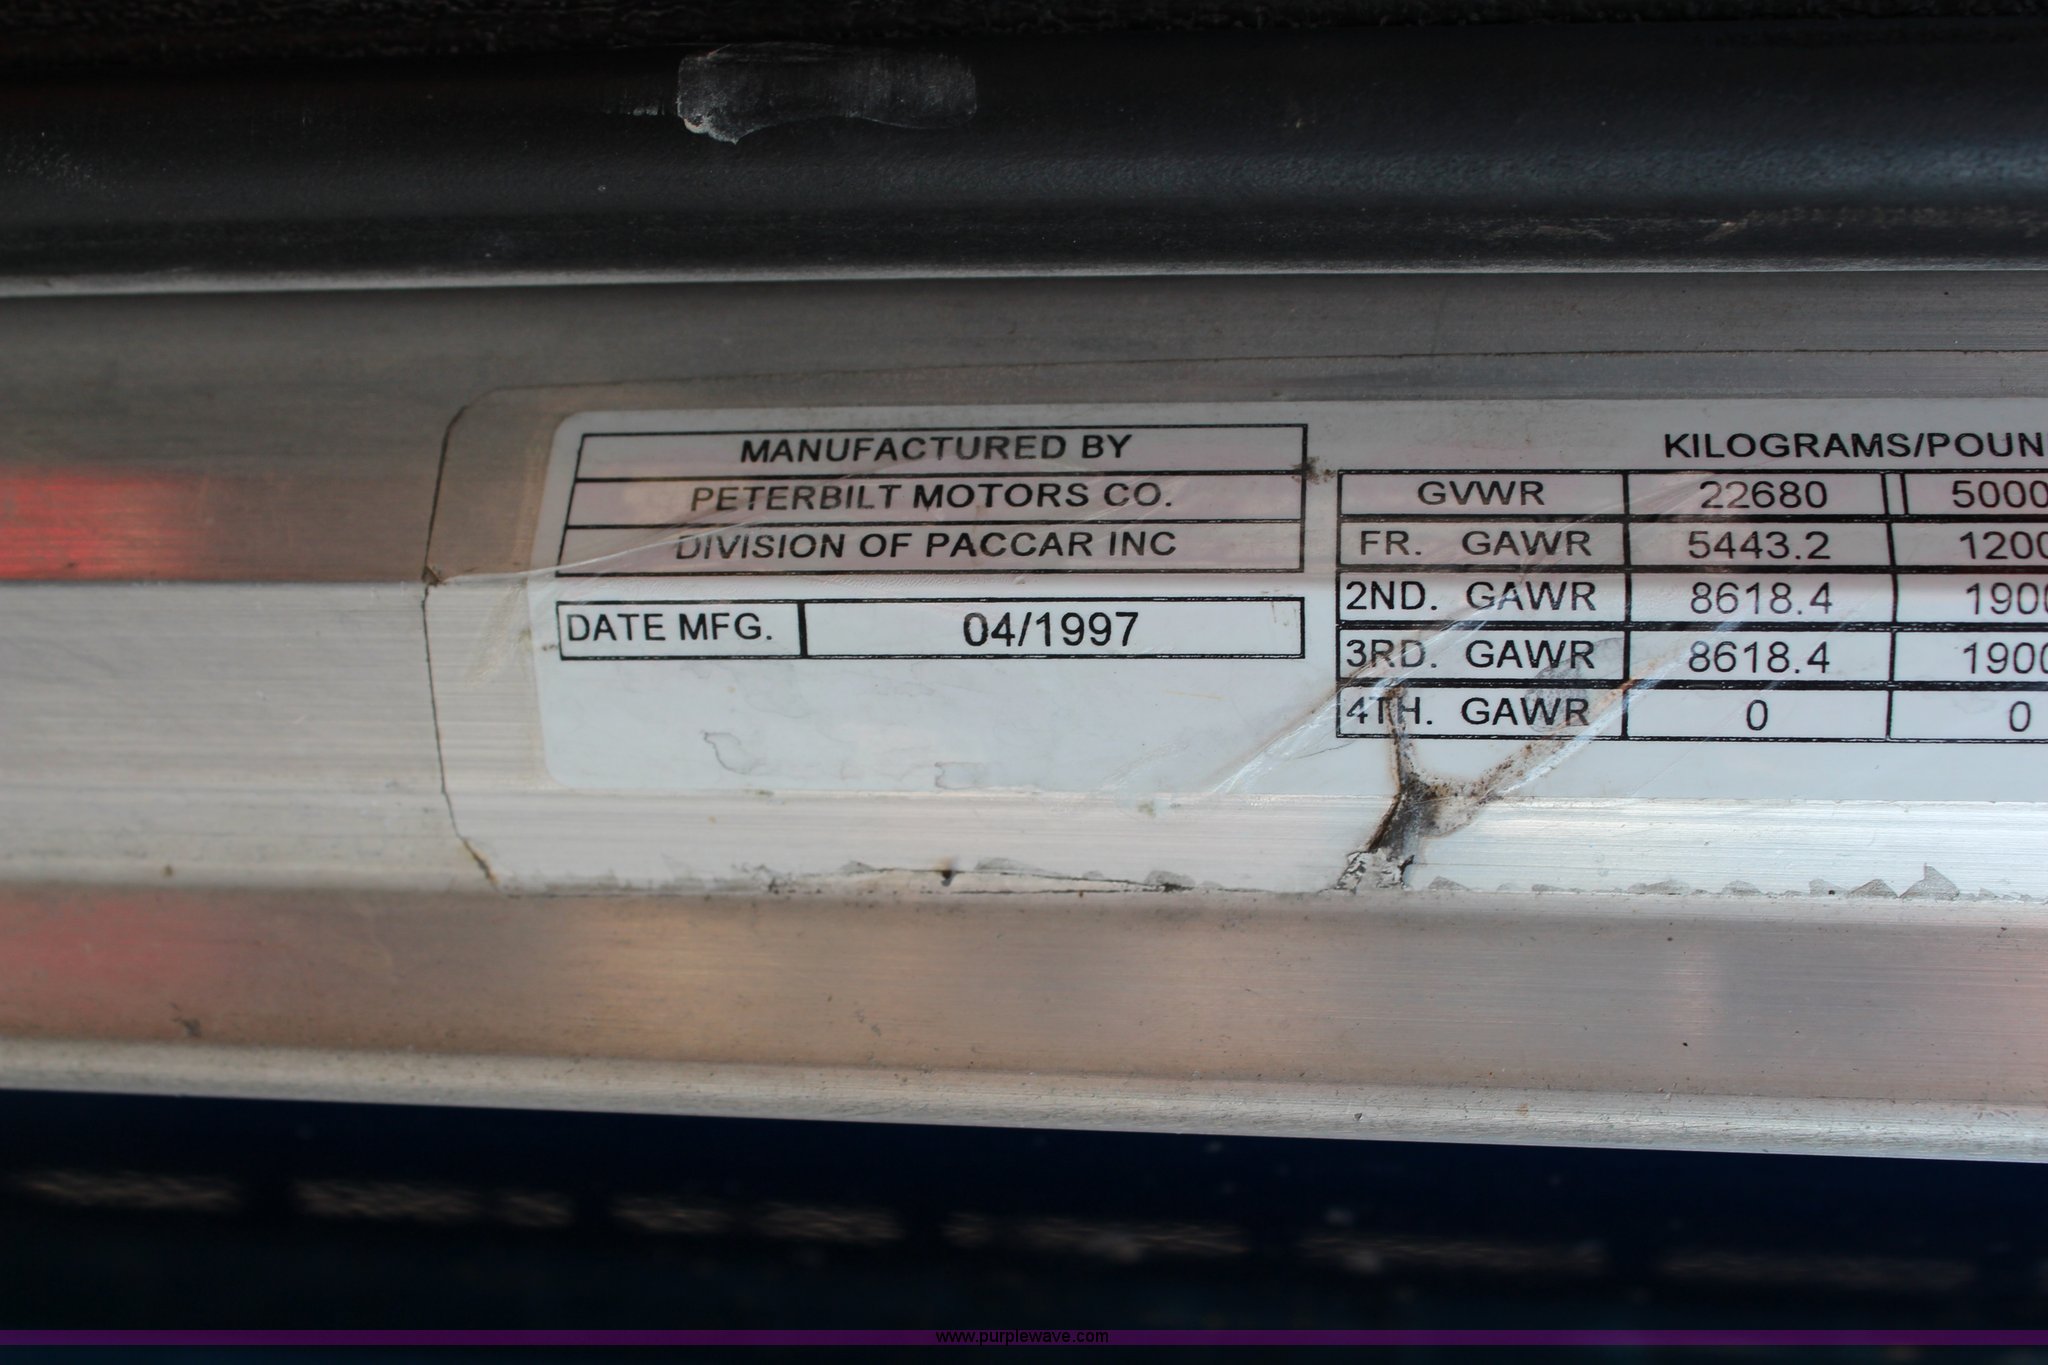 MANUFACTURED BY
PETERBILT MOTORS CO.
DIVISION OF PACCAR INC
DATE MFG. 04/1997
KILOGRAMS/POUN
GVWR 22680 5000
FR. GAWR 5443.2 1200
2ND. GAWR 8618.4 1900
3RD. GAWR 8618.4 1900
4TH. GAWR 0 0
www.purplewave.com